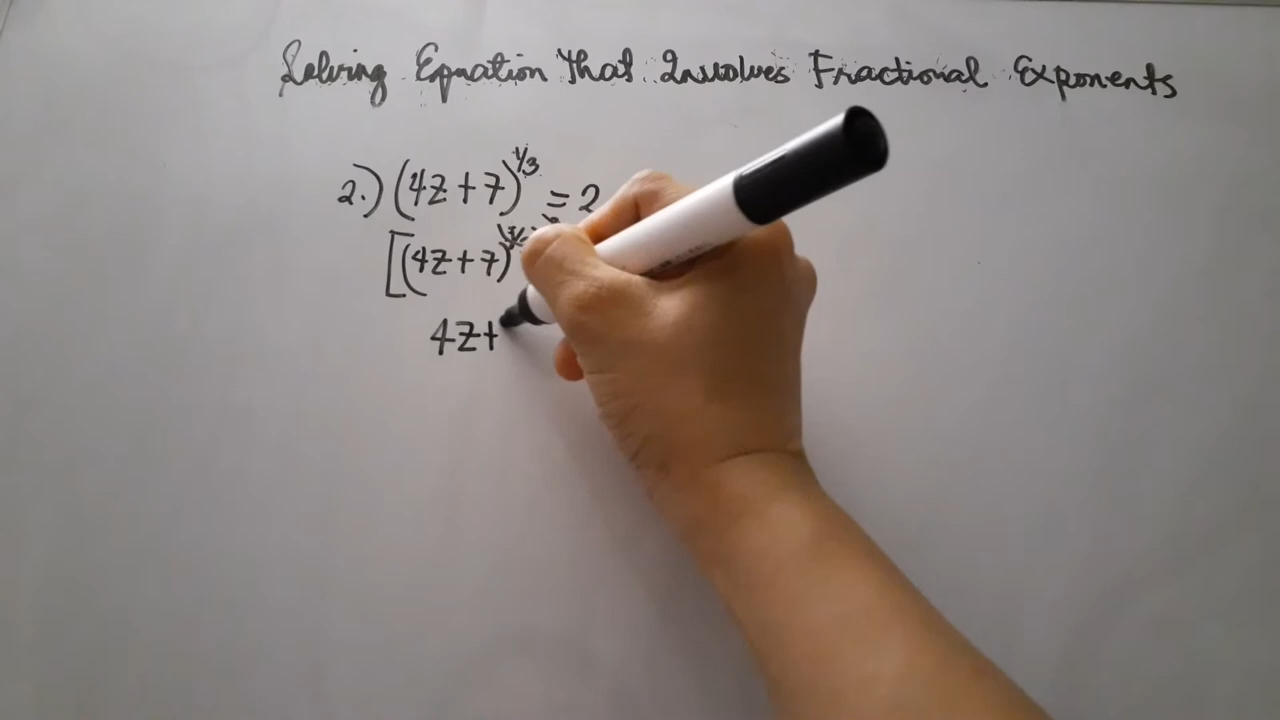 Solving Equation That Involves Fractional Exponents
2.) (4z+7)^1/3 = 2
[(4z+7)
4z+